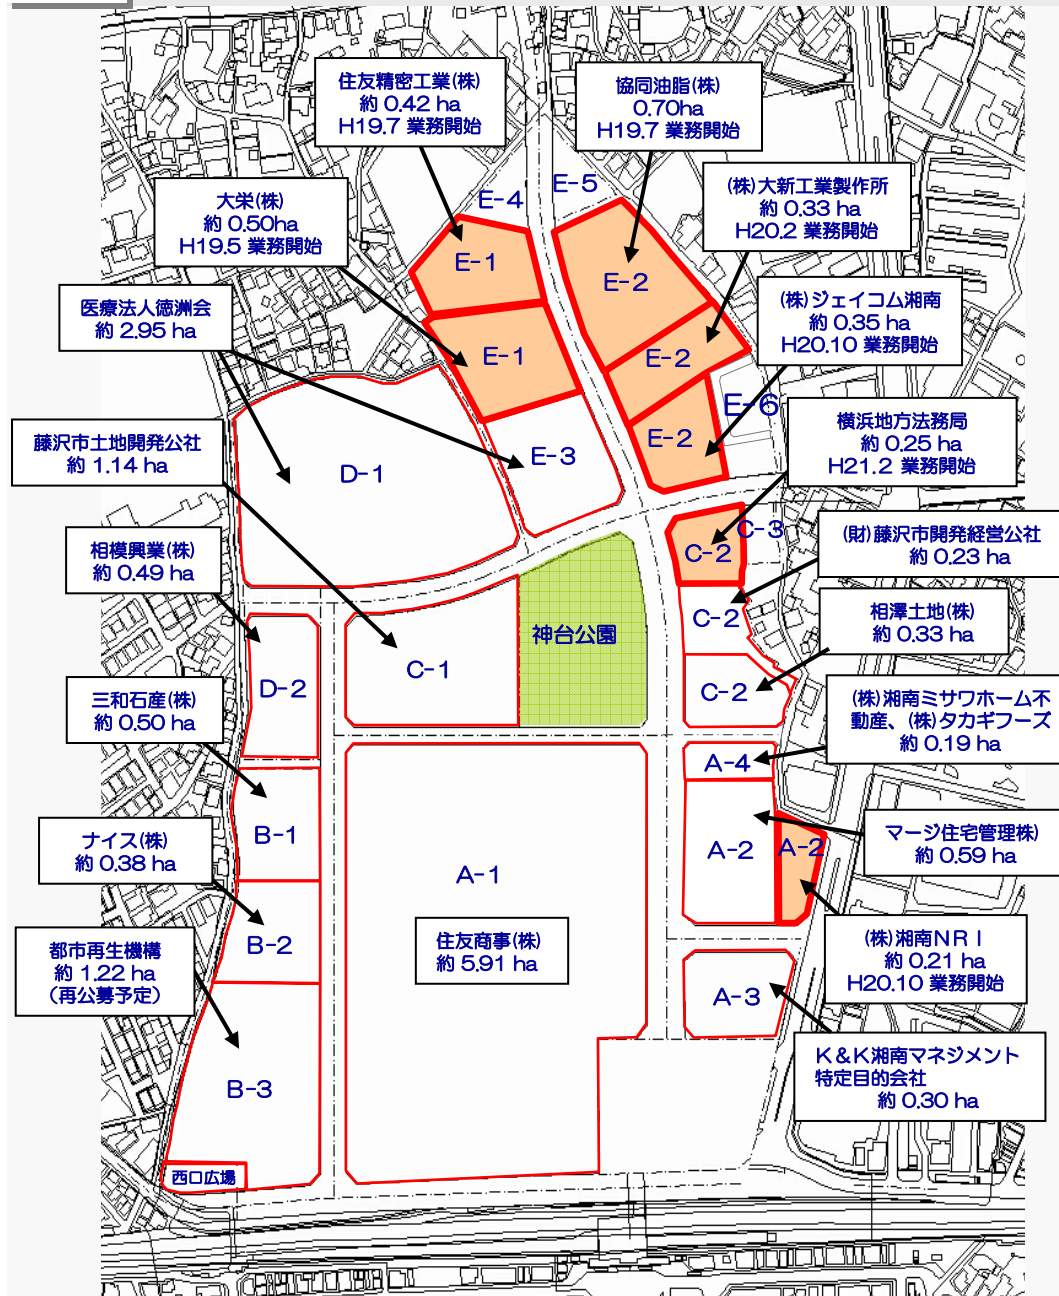 住友精密工業(株)
約 0.42 ha
H19.7 業務開始
協同油脂(株)
0.70ha
H19.7 業務開始
大栄(株)
約 0.50ha
H19.5 業務開始
(株)大新工業製作所
約 0.33 ha
H20.2 業務開始
医療法人徳洲会
約 2.95 ha
(株)ジェイコム湘南
約 0.35 ha
H20.10 業務開始
藤沢市土地開発公社
約 1.14 ha
横浜地方法務局
約 0.25 ha
H21.2 業務開始
相模興業(株)
約 0.49 ha
(財)藤沢市開発経営公社
約 0.23 ha
相澤土地(株)
約 0.33 ha
三和石産(株)
約 0.50 ha
(株)湘南ミサワホーム不
動産、(株)タカギフーズ
約 0.19 ha
ナイス(株)
約 0.38 ha
マージ住宅管理株)
約 0.59 ha
都市再生機構
約 1.22 ha
(再公募予定)
住友商事(株)
約 5.91 ha
(株)湘南NRI
約 0.21 ha
H20.10 業務開始
K&K湘南マネジメント
特定目的会社
約 0.30 ha
E-4
E-5
E-1
E-2
E-1
E-2
E-6
E-2
D-1
E-3
C-2
C-3
神台公園
C-2
D-2
C-1
C-2
A-4
B-1
A-2
A-2
A-1
B-2
A-3
B-3
西口広場